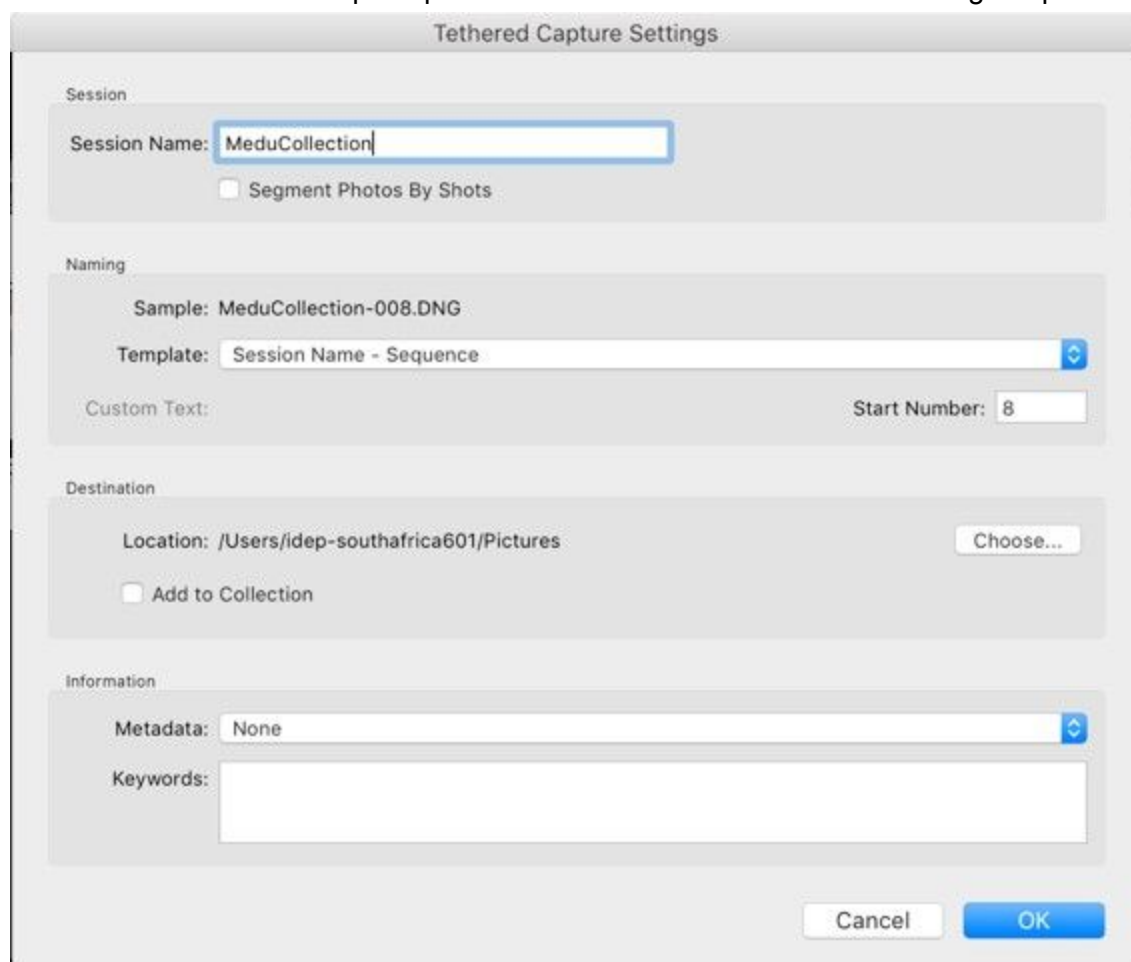 Tethered Capture Settings
Session
Session Name: MeduCollection
Segment Photos By Shots
Naming
Sample: MeduCollection-008.DNG
Template: Session Name - Sequence
Custom Text: Start Number: 8
Destination
Location: /Users/idep-southafrica601/Pictures Choose...
Add to Collection
Information
Metadata: None
Keywords:
Cancel OK